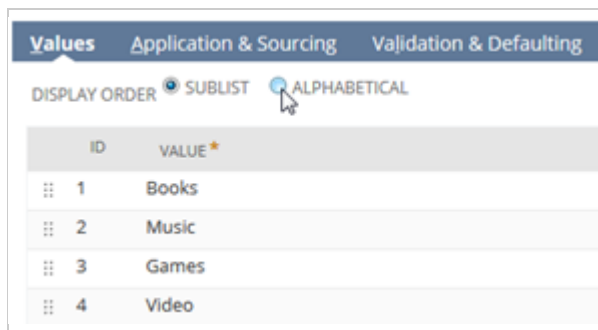 Values Application & Sourcing Validation & Defaulting
DISPLAY ORDER SUBLIST ALPHABETICAL
ID VALUE*
1 Books
2 Music
3 Games
4 Video